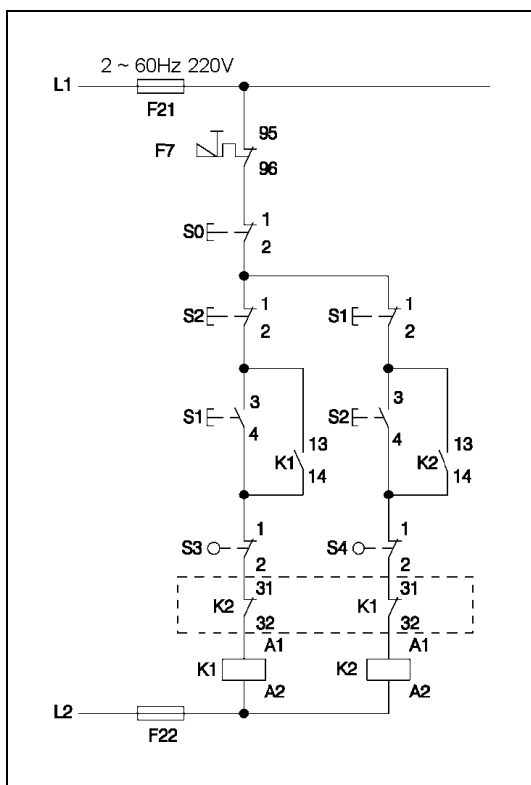 2 ~ 60Hz 220V
L1
F21
95
F7
96
1
S0
2
1 1
S2 S1
2 2
3 3
S1 S2
4 4
13 13
K1 K2
14 14
1 1
S3 S4
2 2
31 31
K2 K1
32 32
A1 A1
K1 K2
A2 A2
L2
F22